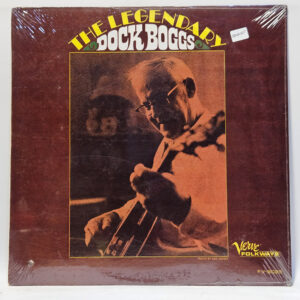 THE LEGENDARY
DOCK BOGGS
Verve
FOLKWAYS